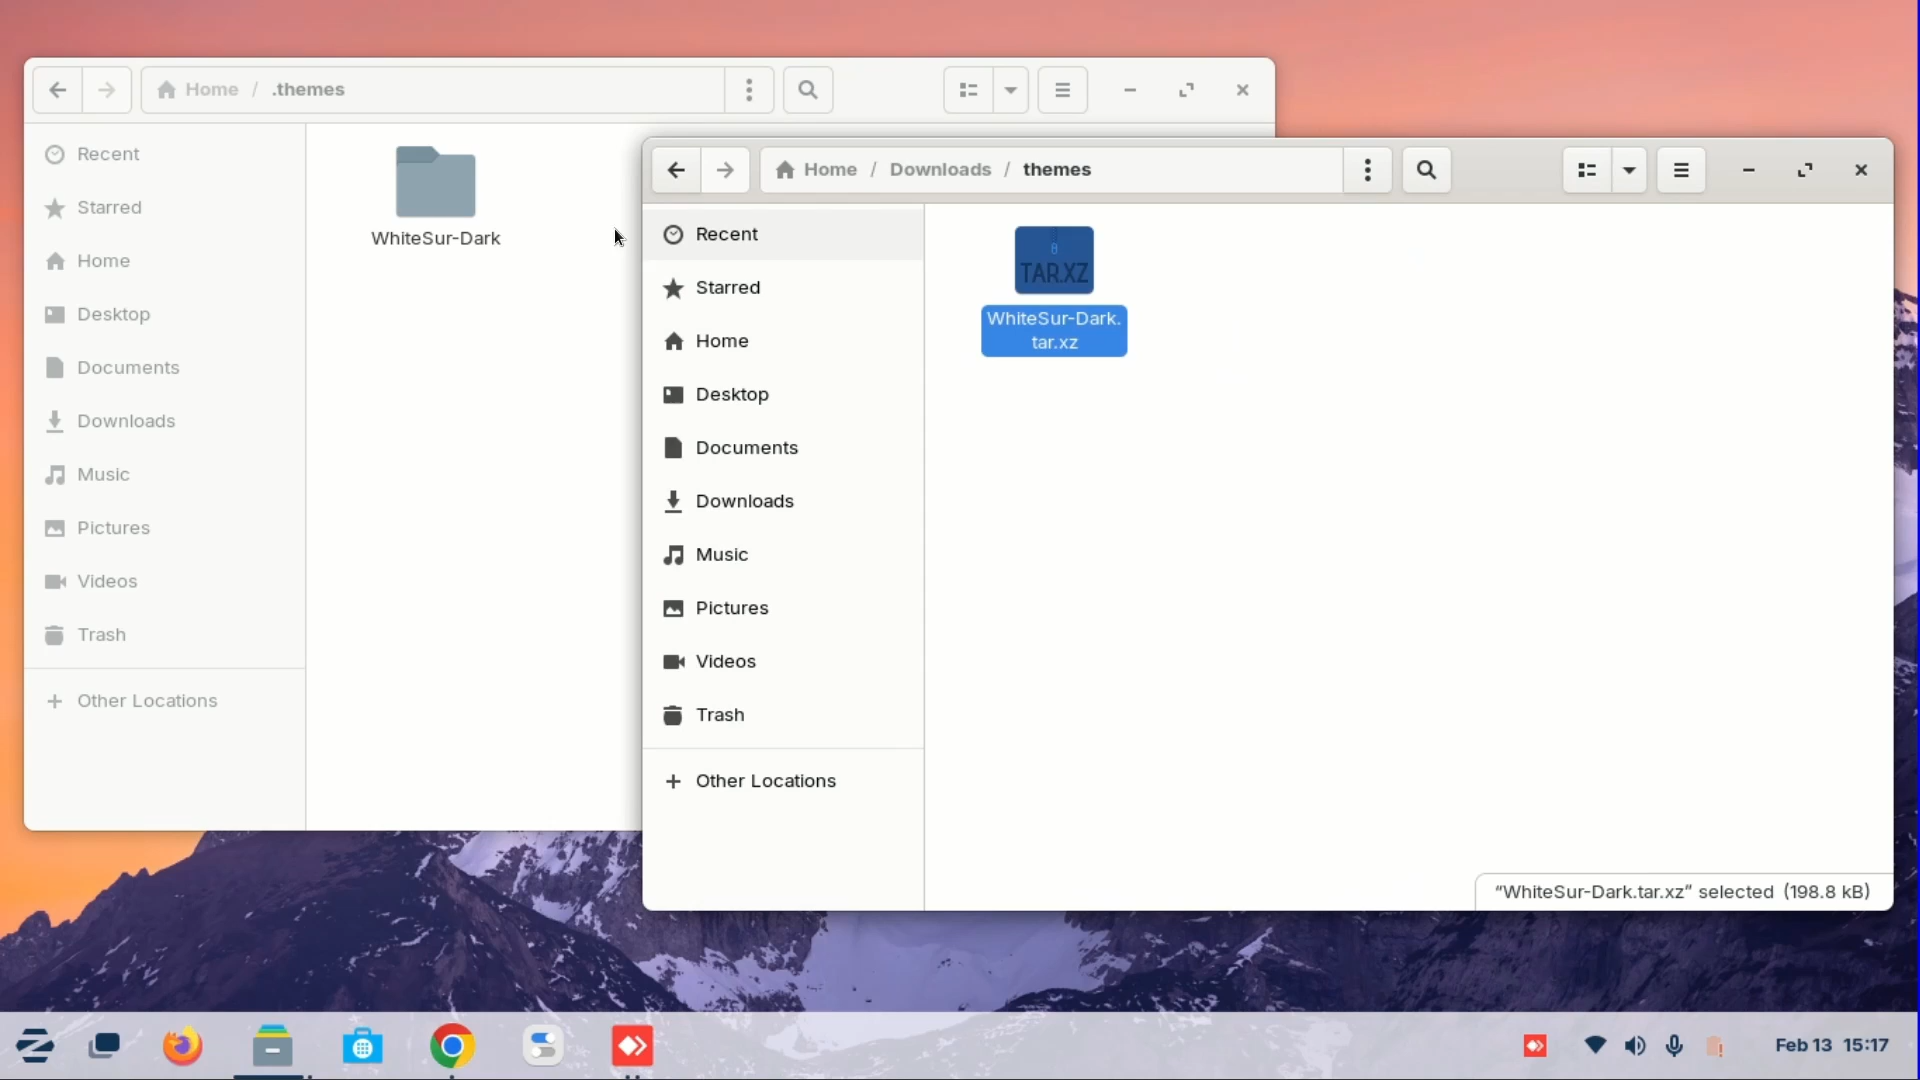 Home / .themes
Recent
Starred
Home
Desktop
Documents
Downloads
Music
Pictures
Videos
Trash
Other Locations
WhiteSur-Dark
Home / Downloads / themes
Recent
Starred
Home
Desktop
Documents
Downloads
Music
Pictures
Videos
Trash
Other Locations
8
TAR.XZ
WhiteSur-Dark.
tar.xz
“WhiteSur-Dark.tar.xz” selected (198.8 kB)
Feb 13 15:17